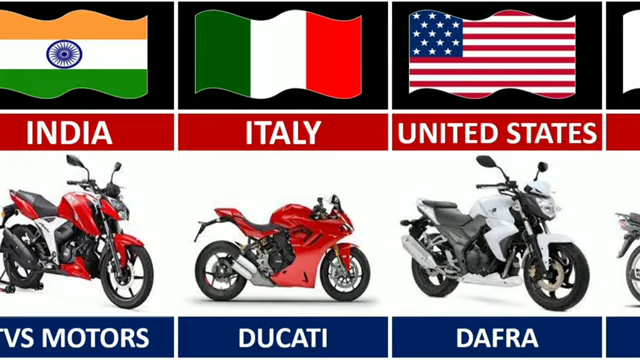 INDIA
ITALY
UNITED STATES
TVS MOTORS
DUCATI
DAFRA